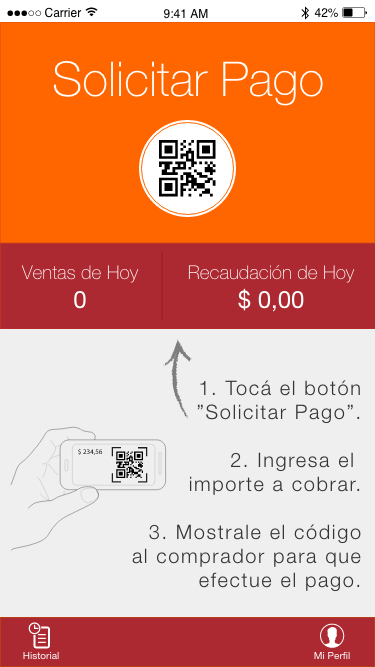 Carrier 9:41 AM 42%
Solicitar Pago
Ventas de Hoy
0
Recaudación de Hoy
$ 0,00
1. Tocá el botón
”Solicitar Pago”.
2. Ingresa el
importe a cobrar.
$ 234,56
3. Mostrale el código
al comprador para que
efectue el pago.
Historial
Mi Perfil